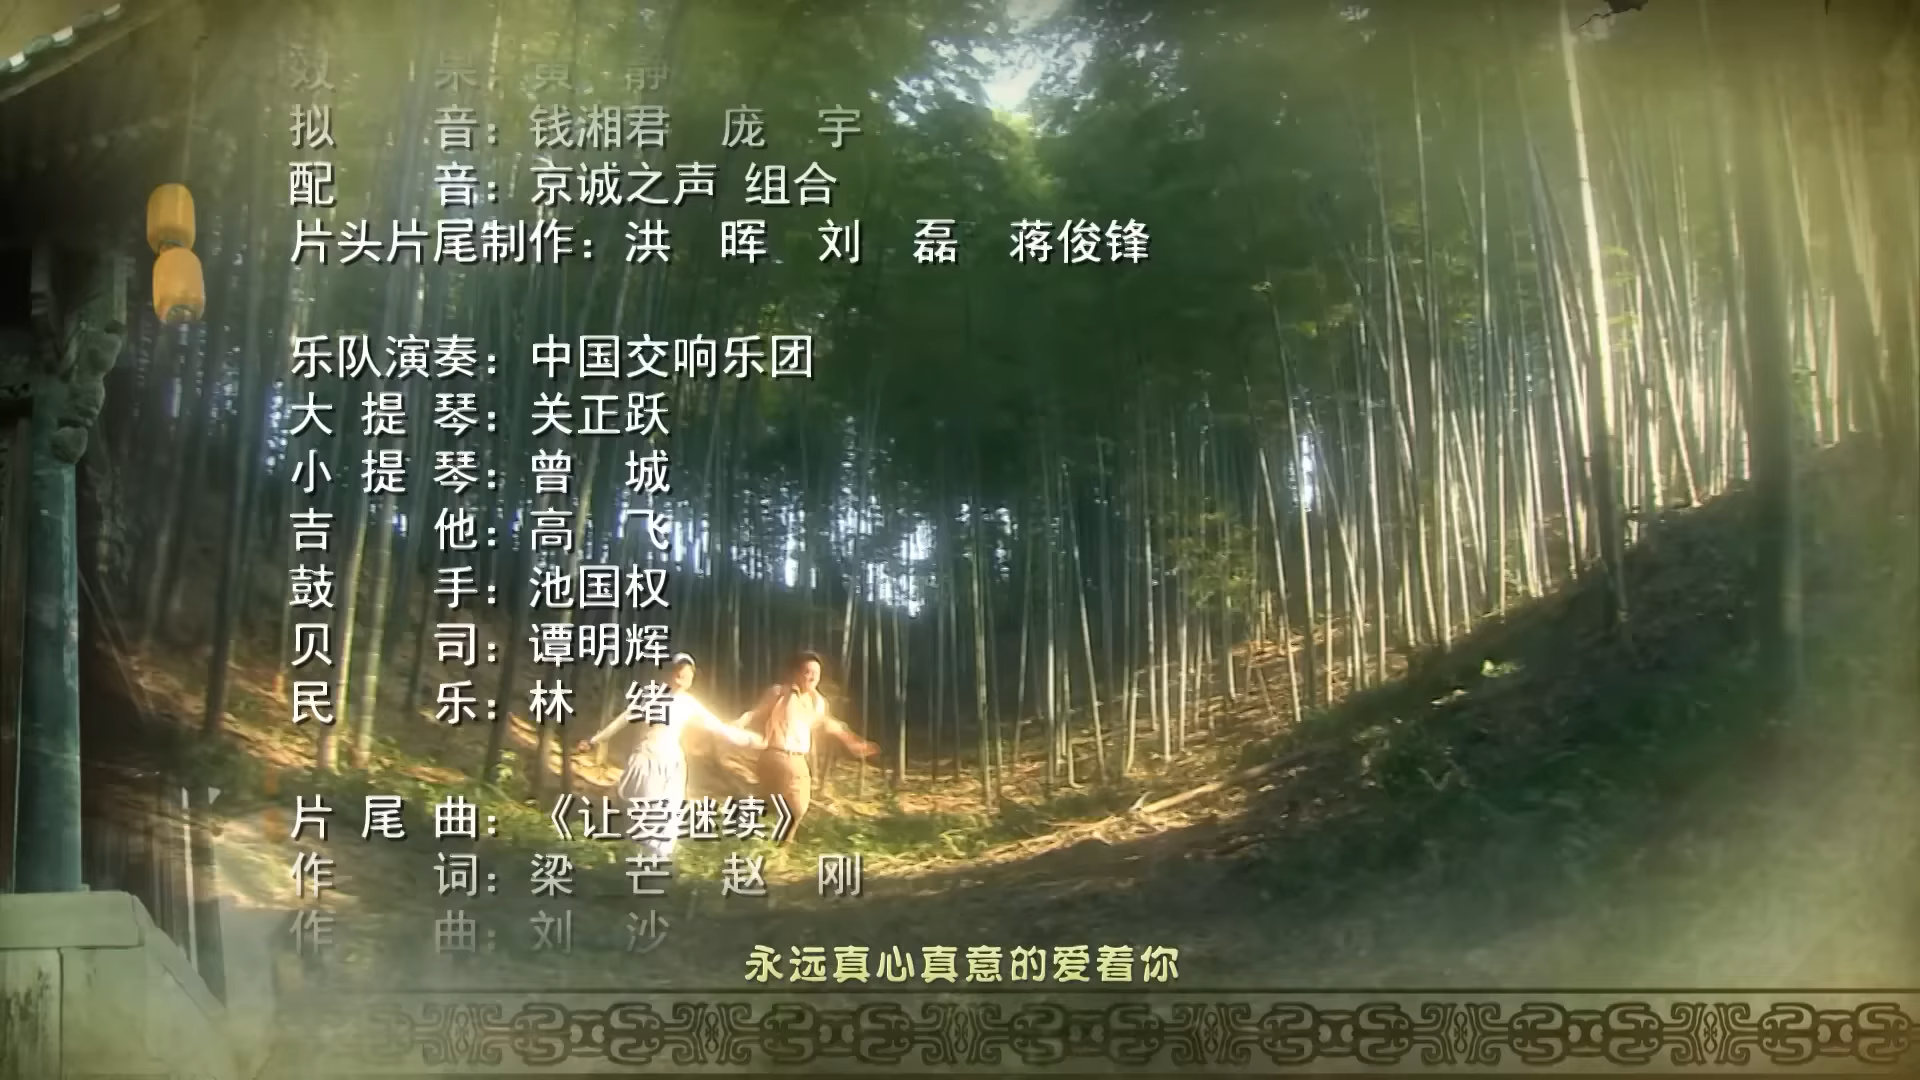 效　　果：黄　静
拟　　音：钱湘君　庞　宇
配　　音：京诚之声 组合
片头片尾制作：洪　晖　刘　磊　蒋俊锋
乐队演奏：中国交响乐团
大 提 琴：关正跃
小 提 琴：曾　城
吉　　他：高　飞
鼓　　手：池国权
贝　　司：谭明辉
民　　乐：林　绪
片 尾 曲：《让爱继续》
作　　词：梁　芒　赵　刚
作　　曲：刘　沙
永远真心真意的爱着你